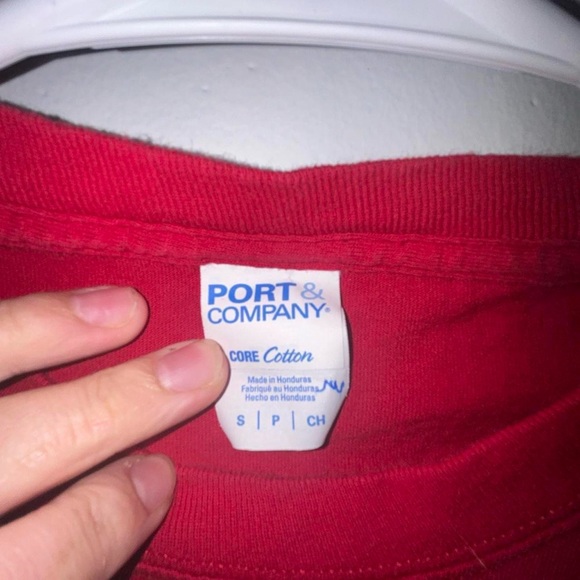 PORT &
COMPANY®
CORE Cotton
Made in Honduras
Fabriqué au Honduras
Hecho en Honduras
S | P | CH